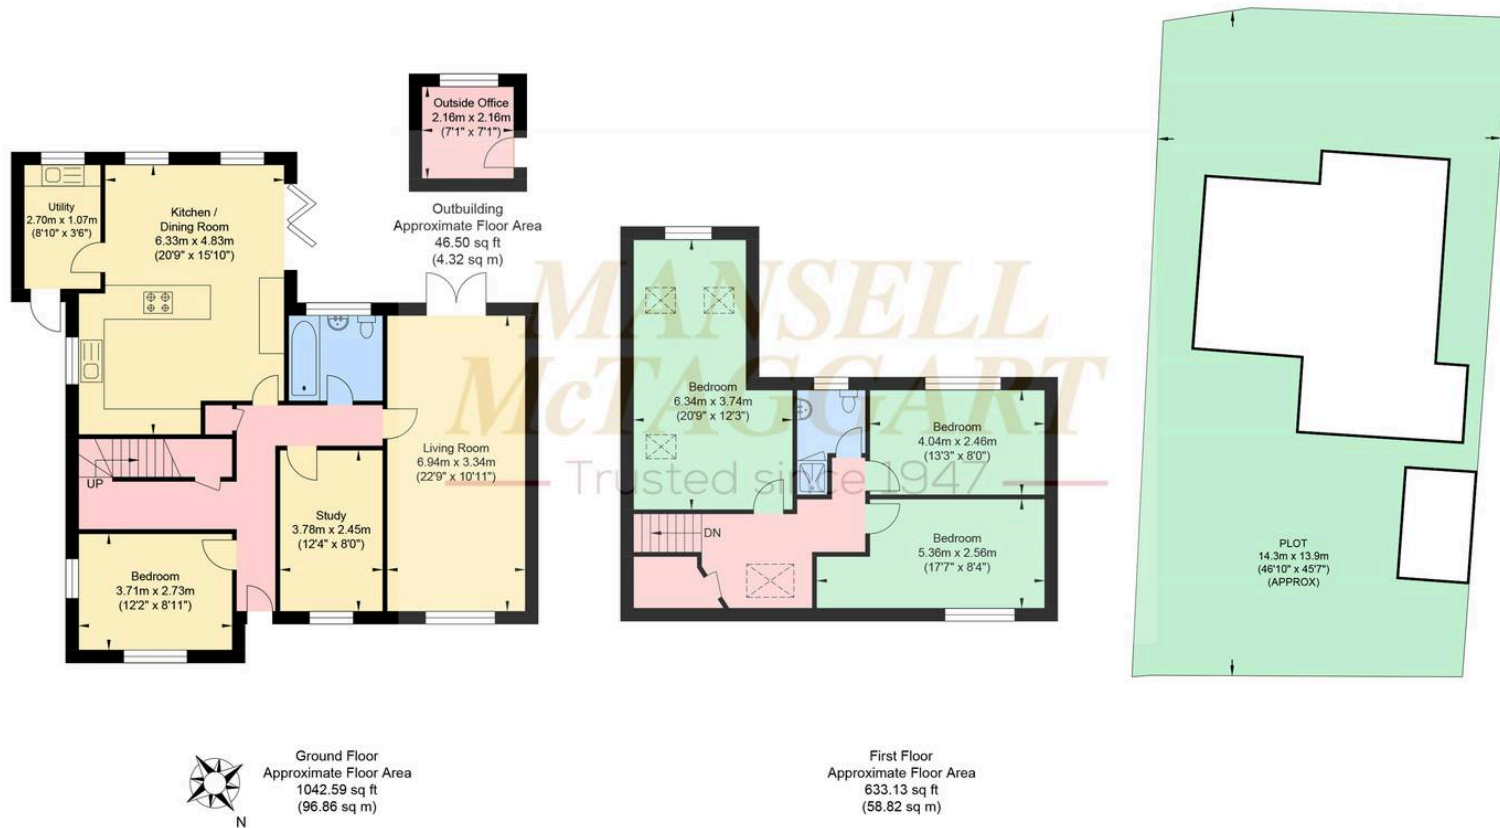 Outside Office
2.16m x 2.16m
(7'1" x 7'1")
Outbuilding
Approximate Floor Area
46.50 sq ft
(4.32 sq m)
Utility
2.70m x 1.07m
(8'10" x 3'6")
Kitchen /
Dining Room
6.33m x 4.83m
(20'9" x 15'10")
Living Room
6.94m x 3.34m
(22'9" x 10'11")
UP
Study
3.78m x 2.45m
(12'4" x 8'0")
Bedroom
3.71m x 2.73m
(12'2" x 8'11")
MANSELL
McTAGGART
Trusted since 1947
Bedroom
6.34m x 3.74m
(20'9" x 12'3")
Bedroom
4.04m x 2.46m
(13'3" x 8'0")
DN
Bedroom
5.36m x 2.56m
(17'7" x 8'4")
PLOT
14.3m x 13.9m
(46'10" x 45'7")
(APPROX)
N
Ground Floor
Approximate Floor Area
1042.59 sq ft
(96.86 sq m)
First Floor
Approximate Floor Area
633.13 sq ft
(58.82 sq m)